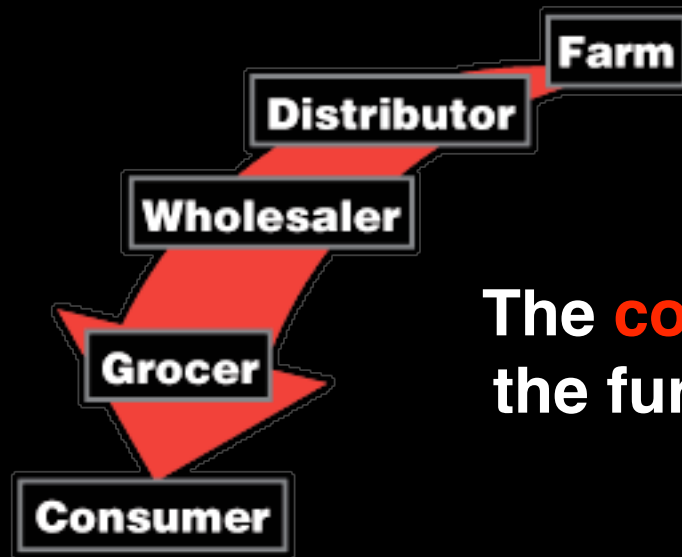 Farm
Distributor
Wholesaler
Grocer
Consumer
The
the